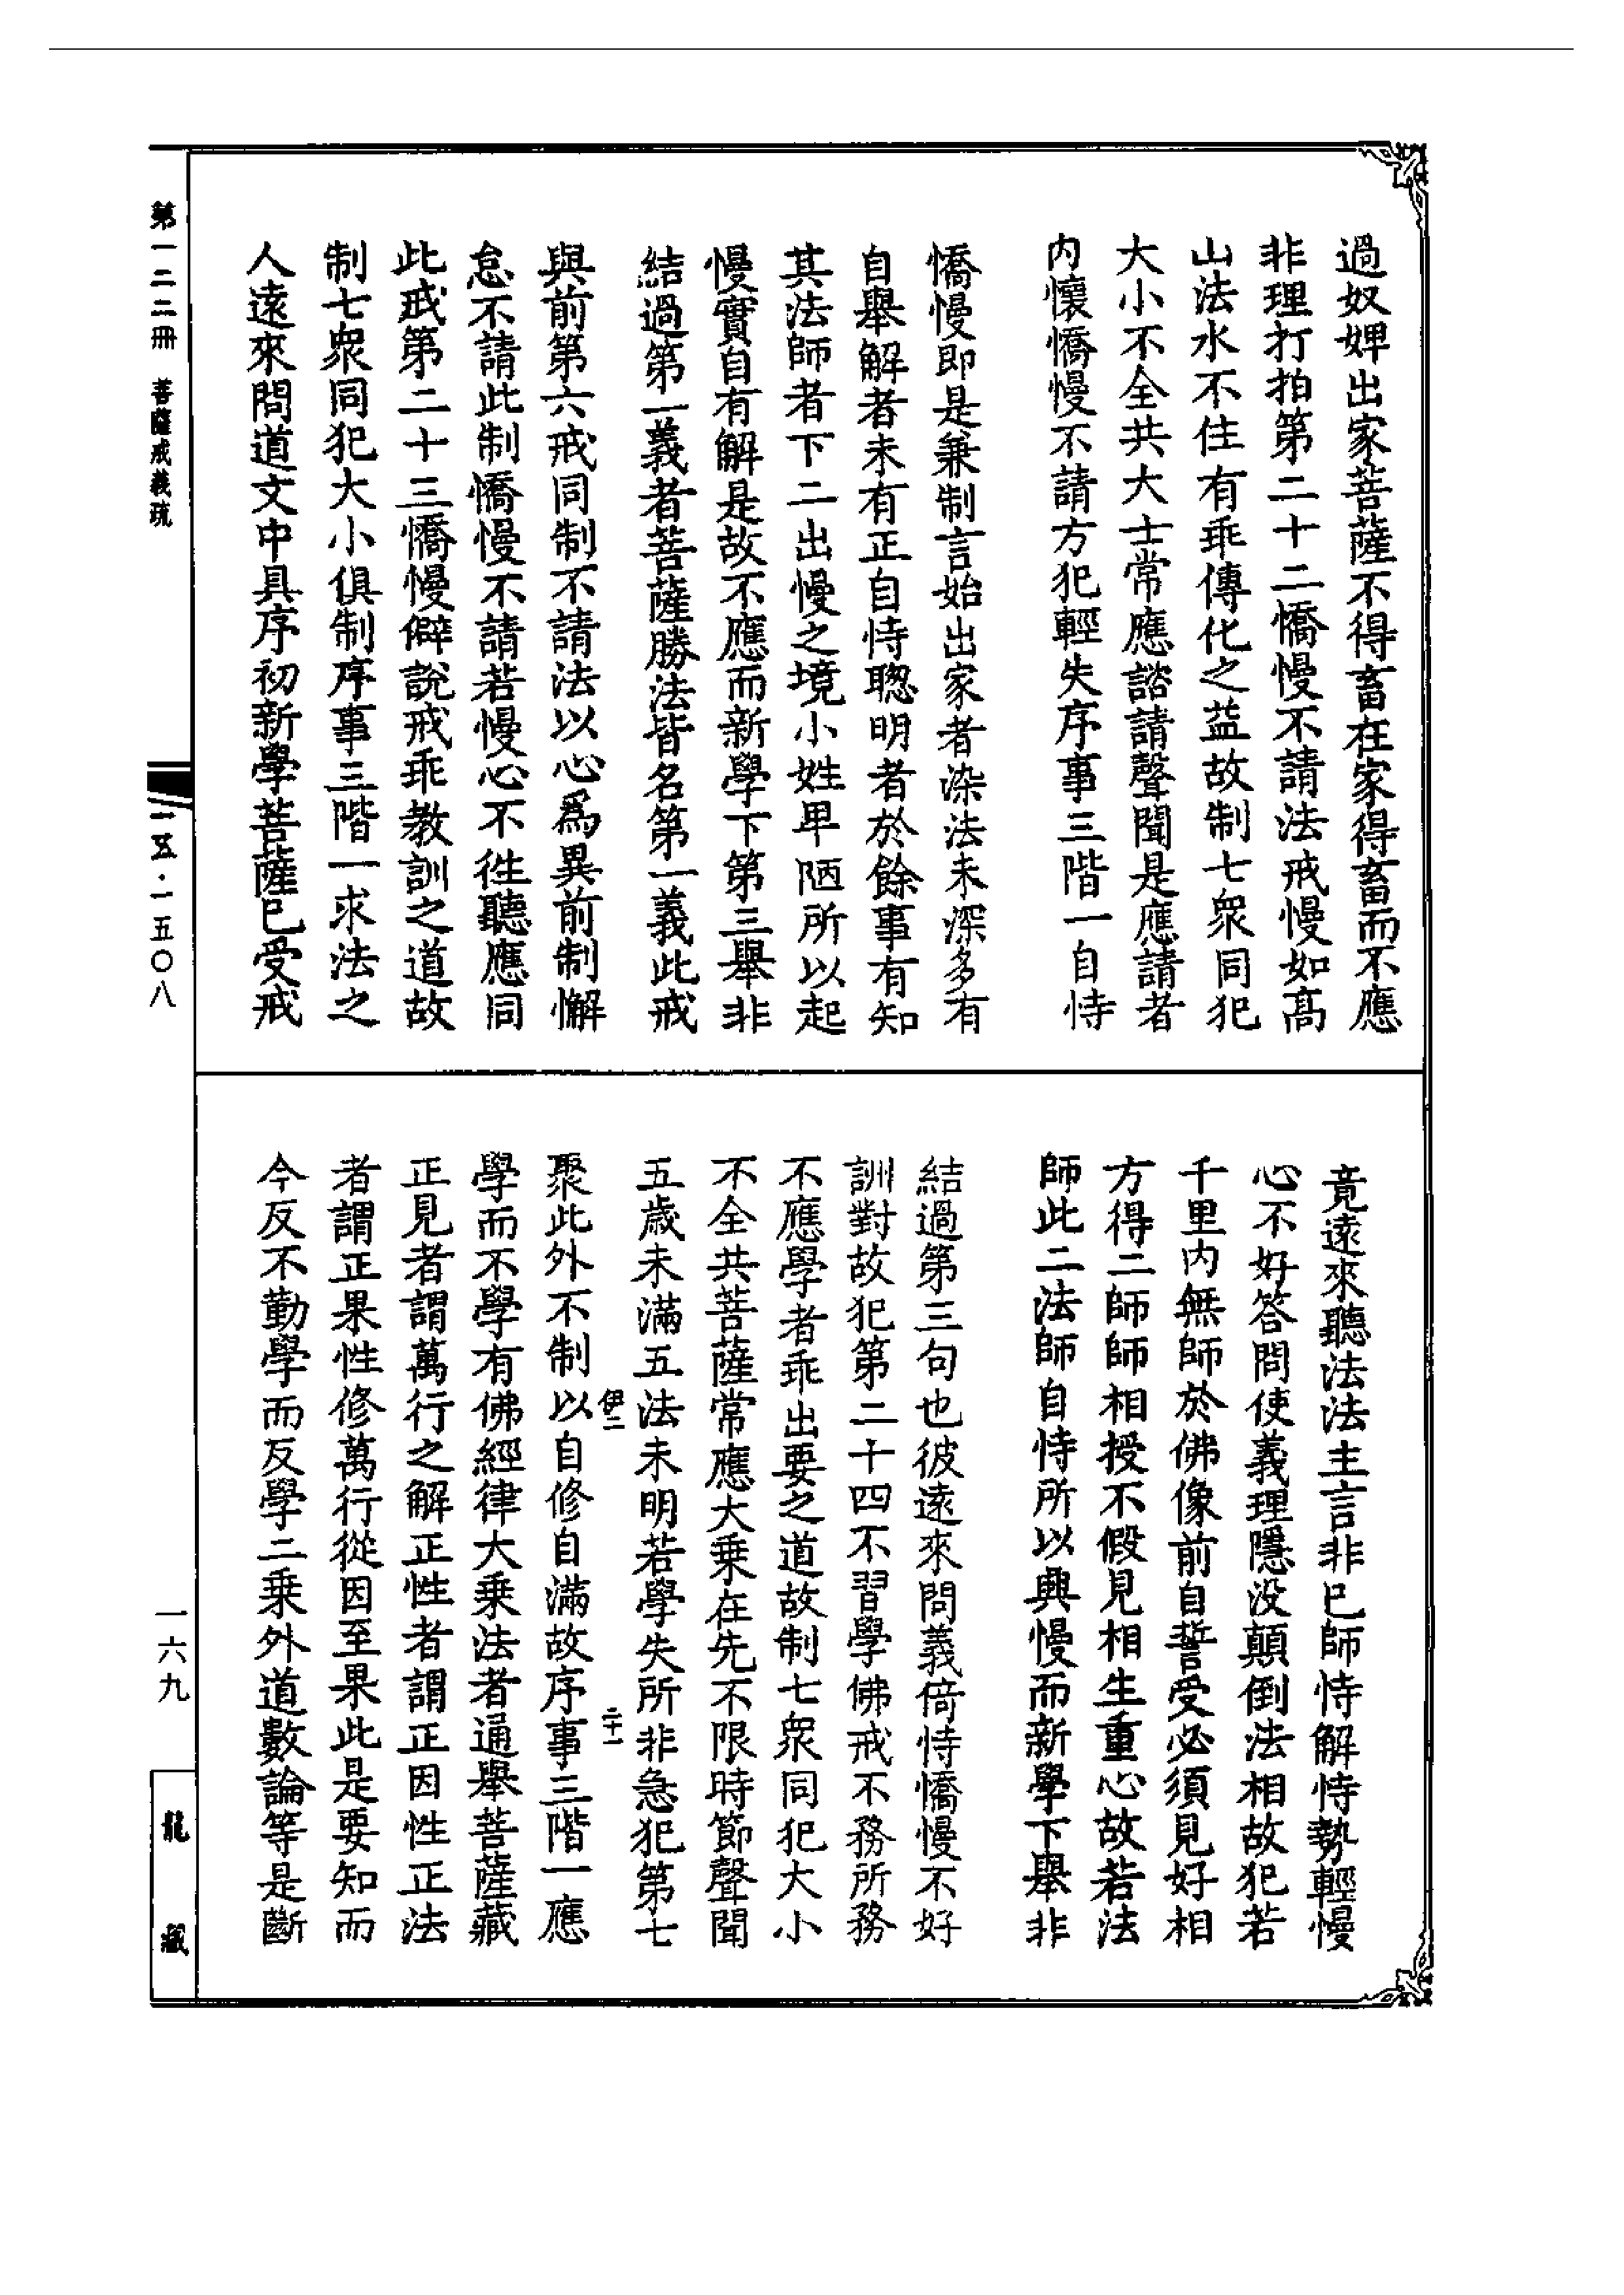 過奴婢出家菩薩不得畜在家得畜而不應
非理打拍第二十二憍慢不請法戒慢如高
山法水不住有乖傳化之益故制七衆同犯
大小不全共大士常應諮請聲聞是應請者
内懷憍慢不請方犯輕失序事三階一自恃
憍慢即是兼制言始出家者染法未深多有
自舉解者未有正自恃聰明者於餘事有知
其法師者下二出慢之境小姓卑陋所以起
慢實自有解是故不應而新學下第三舉非
結過第一義者菩薩勝法皆名第一義此戒
與前第六戒同制不請法以心爲異前制懈
怠不請此制憍慢不請若慢心不徃聽應同
此戒第二十三憍慢僻說戒乖教訓之道故
制七衆同犯大小俱制序事三階一求法之
人遠來問道文中具序初新學菩薩已受戒
竟遠來聽法法主言非已師恃解恃勢輕慢
心不好答問使義理隱没顛倒法相故犯若
千里内無師於佛像前自誓受必須見好相
方得二師師相授不假見相生重心故若法
師此二法師自恃所以興慢而新學下舉非
結過第三句也彼遠來問義倚恃憍慢不好
訓對故犯第二十四不習學佛戒不務所務
不應學者乖出要之道故制七衆同犯大小
不全共菩薩常應大乘在先不限時節聲聞
五歲未滿五法未明若學失所非急犯第七
聚此外不制以自修自滿故序事三階一應
伊二 二十一
學而不學有佛經律大乘法者通舉菩薩藏
正見者謂萬行之解正性者謂正因性正法
者謂正果性修萬行從因至果此是要知而
今反不勤學而反學二乘外道數論等是斷
第一二二冊 菩薩戒義疏
一五·一五〇八
一六九
龍藏